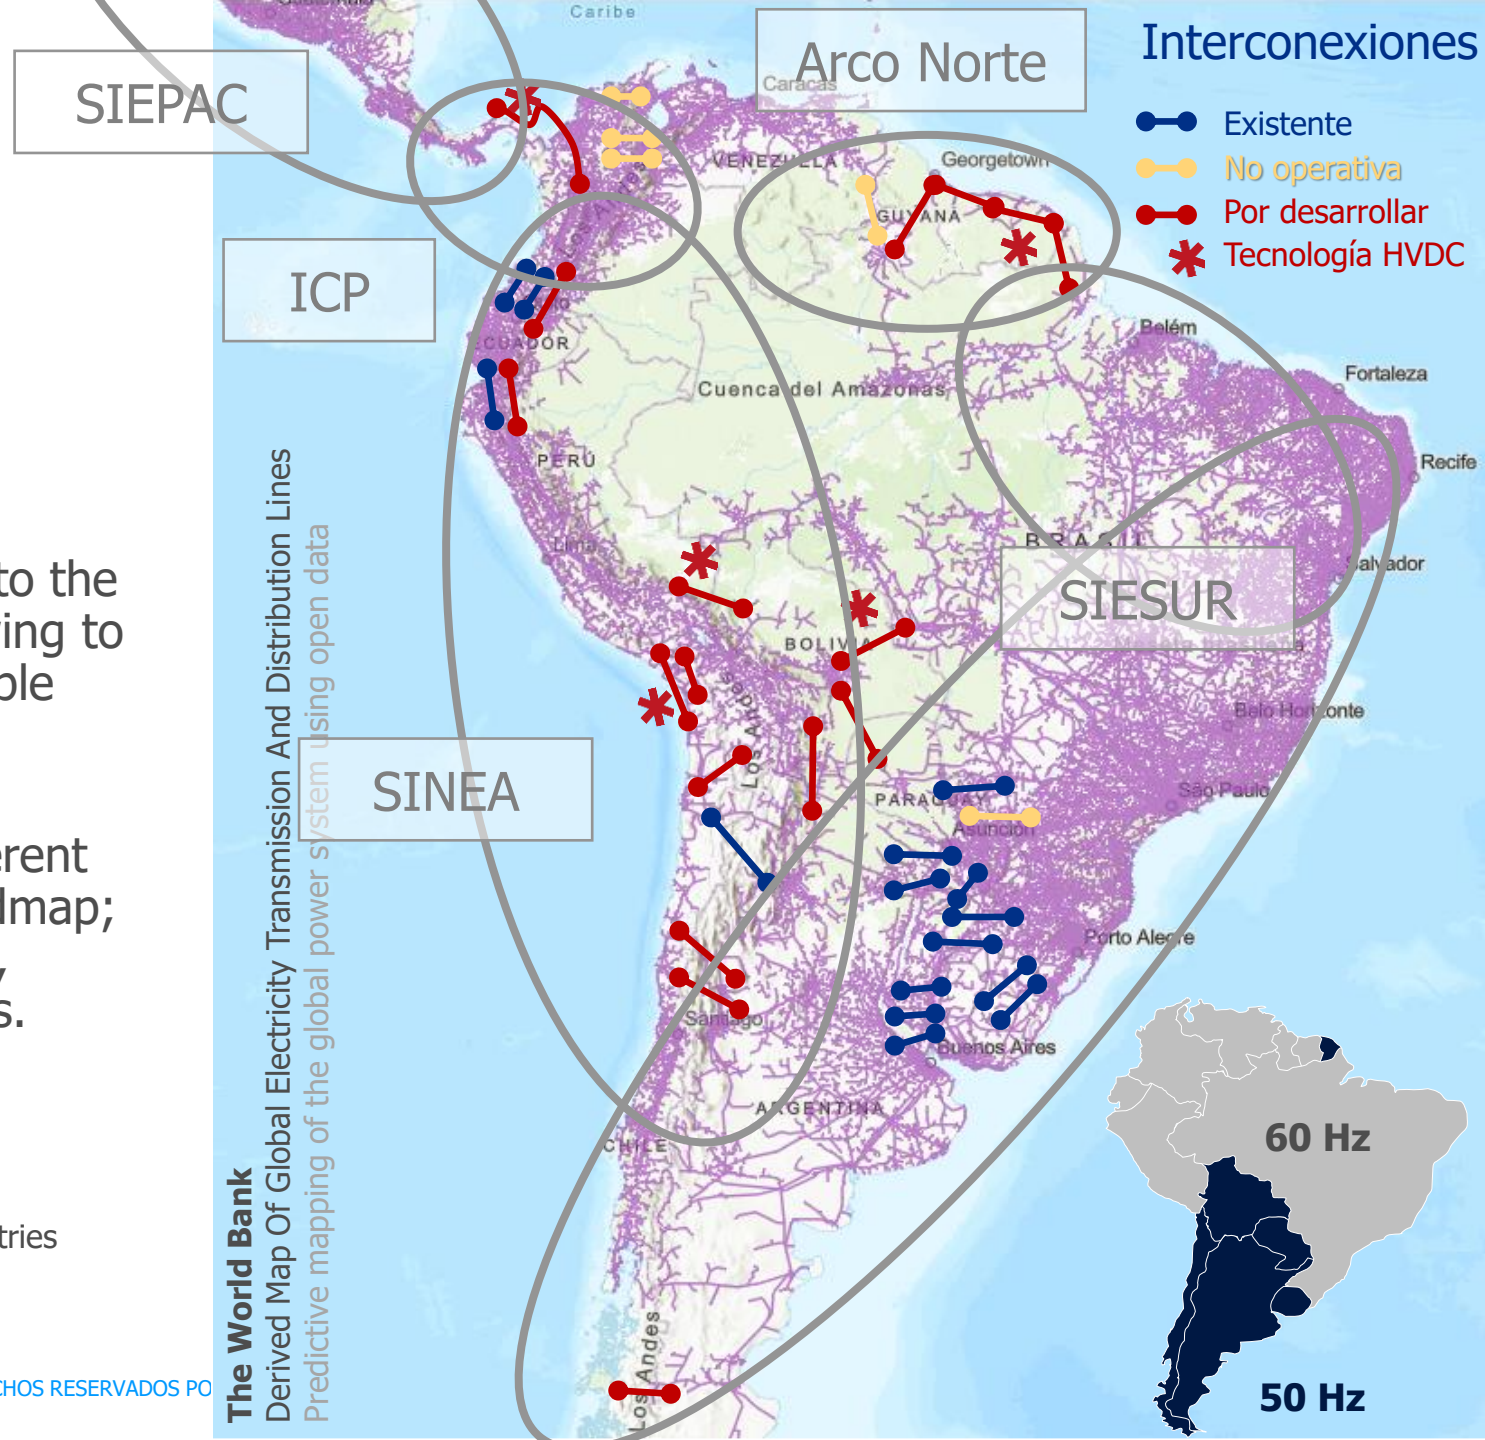 Caribe
SIEPAC
Arco Norte
Caracas
Interconexiones
Existente
No operativa
Por desarrollar
Tecnología HVDC
VENEZUELA
Georgetown
GUYANA
ICP
ECUADOR
Belém
Fortaleza
Cuenca del Amazonas
PERÚ
Recife
Lima
BRASIL
Salvador
SIESUR
BOLIVIA
Belo Horizonte
Los Andes
SINEA
PARAGUAY
São Paulo
Asunción
Porto Alegre
Santiago
Buenos Aires
ARGENTINA
CHILE
Los Andes
60 Hz
50 Hz
The World Bank
Derived Map Of Global Electricity Transmission And Distribution Lines
Predictive mapping of the global power system using open data
to the
ing to
ble
erent
dmap;
s.
tries
CHOS RESERVADOS PO